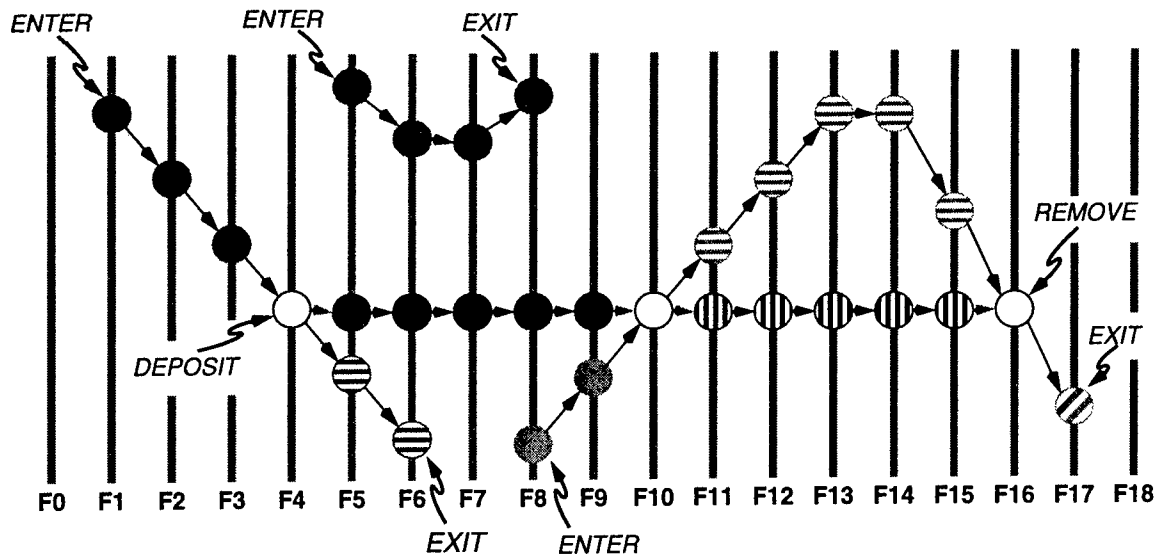 ENTER
ENTER
EXIT
REMOVE
DEPOSIT
EXIT
F0 F1 F2 F3 F4 F5 F6 F7 F8 F9 F10 F11 F12 F13 F14 F15 F16 F17 F18
EXIT
ENTER